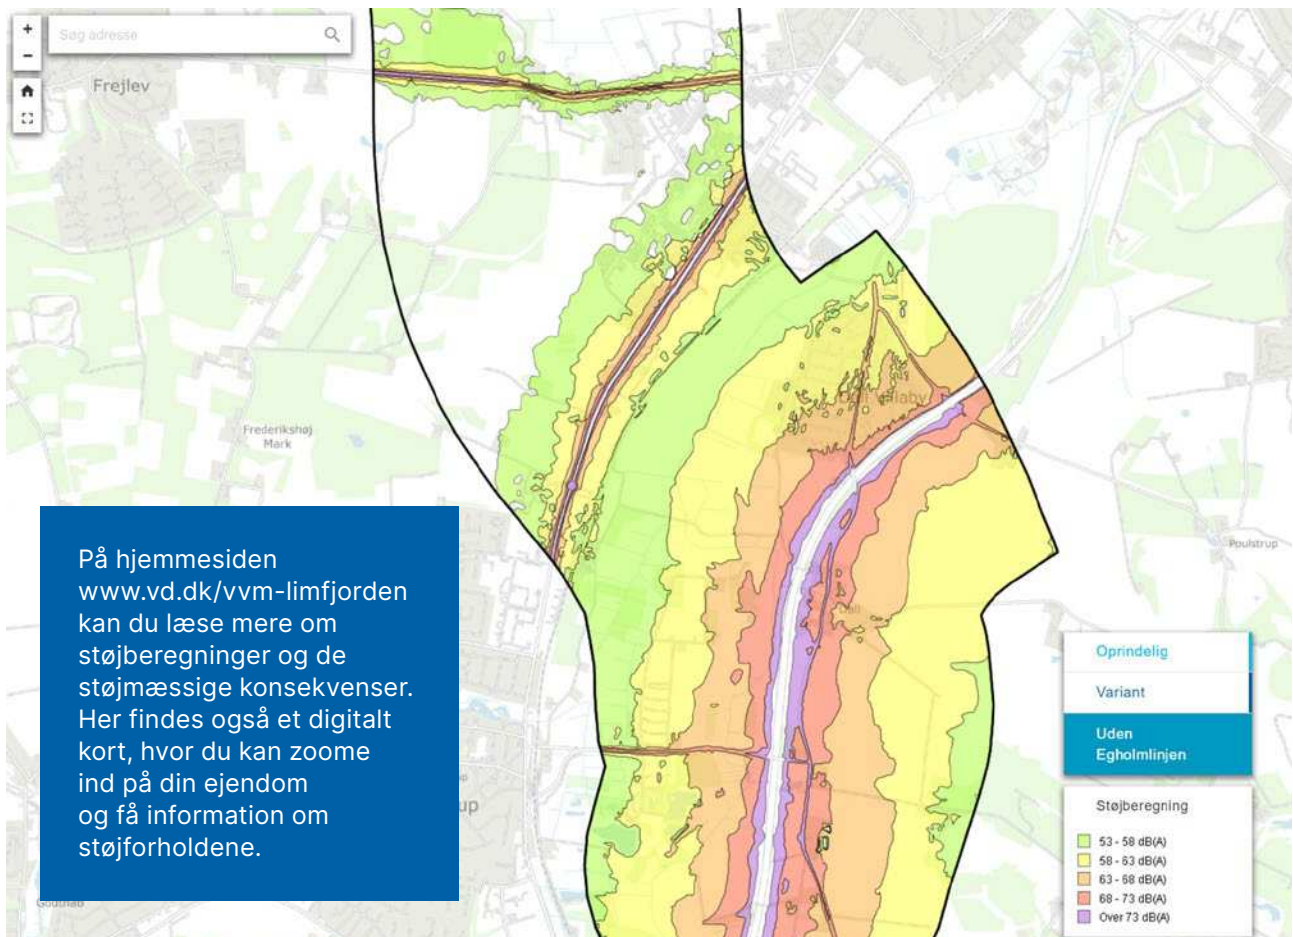 +
Søg adresse
−
Frejlev
Frederikshøj
Mark
Poulstrup
Dall
På hjemmesiden
www.vd.dk/vvm-limfjorden
kan du læse mere om
støjberegninger og de
støjmæssige konsekvenser.
Her findes også et digitalt
kort, hvor du kan zoome
ind på din ejendom
og få information om
støjforholdene.
Oprindelig
Variant
Uden
Egholmlinjen
Støjberegning
53 - 58 dB(A)
58 - 63 dB(A)
63 - 68 dB(A)
68 - 73 dB(A)
Over 73 dB(A)